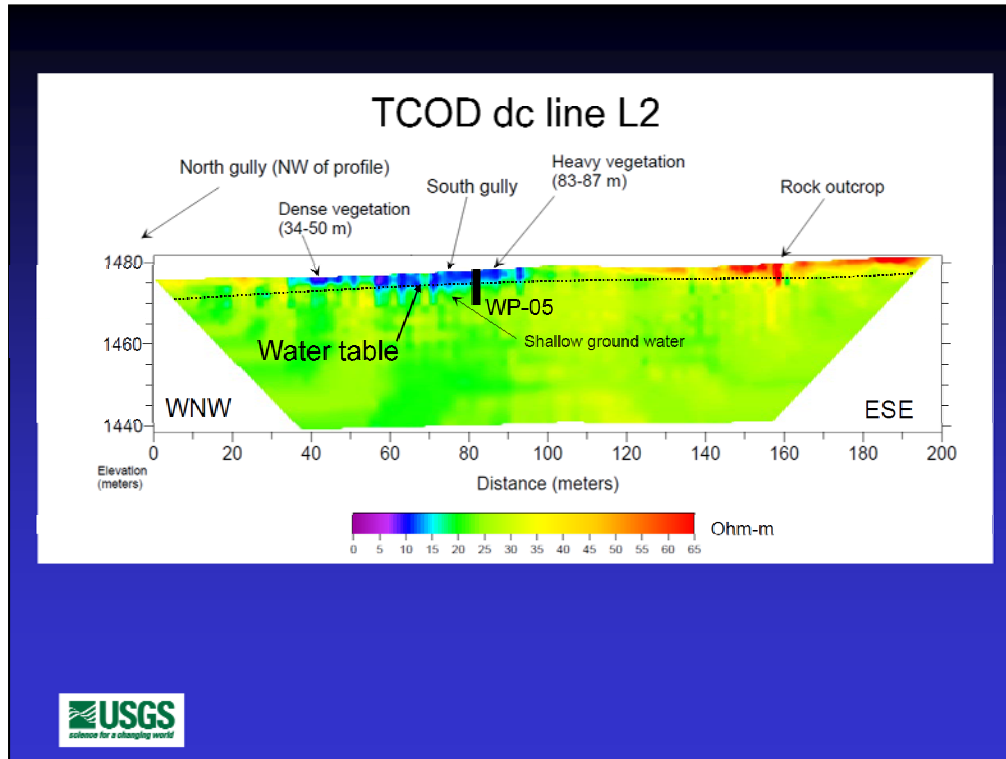 TCOD dc line L2
North gully (NW of profile)
Dense vegetation
(34-50 m)
South gully
Heavy vegetation
(83-87 m)
Rock outcrop
1480
1460
1440
WP-05
Shallow ground water
Water table
WNW
ESE
0 20 40 60 80 100 120 140 160 180 200
Elevation
(meters)
Distance (meters)
Ohm-m
0 5 10 15 20 25 30 35 40 45 50 55 60 65
USGS
science for a changing world